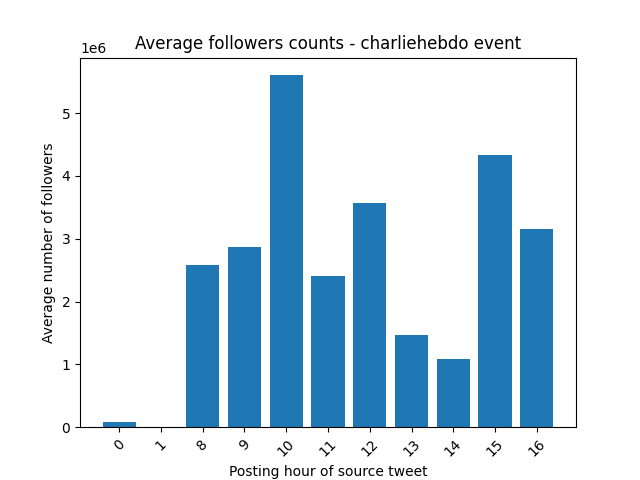 Average followers counts - charliehebdo event
1e6
Average number of followers
5
4
3
2
1
0
0 1 8 9 10 11 12 13 14 15 16
Posting hour of source tweet